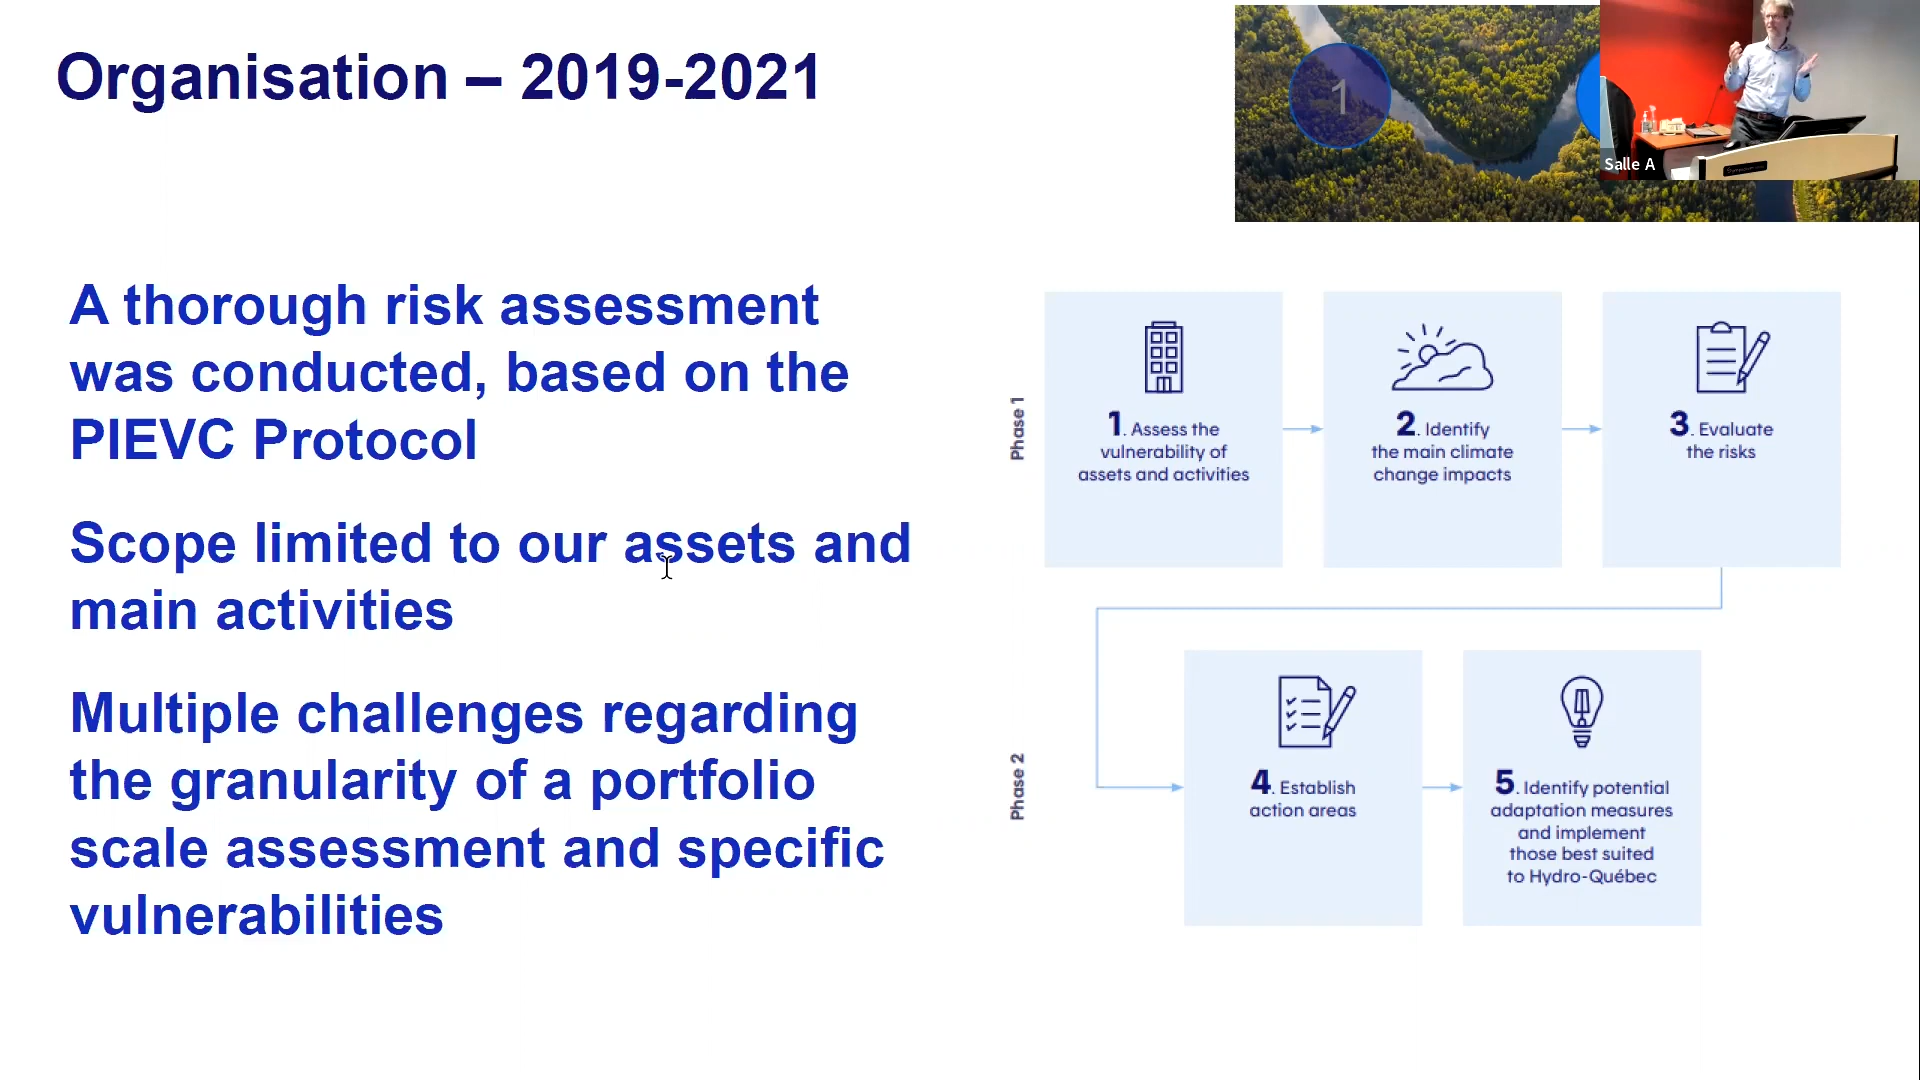 Organisation – 2019-2021
1
Salle A
A thorough risk assessment
was conducted, based on the
PIEVC Protocol
Scope limited to our assets and
main activities
Multiple challenges regarding
the granularity of a portfolio
scale assessment and specific
vulnerabilities
Phase 1
1. Assess the
vulnerability of
assets and activities
2. Identify
the main climate
change impacts
3. Evaluate
the risks
Phase 2
4. Establish
action areas
5. Identify potential
adaptation measures
and implement
those best suited
to Hydro-Québec